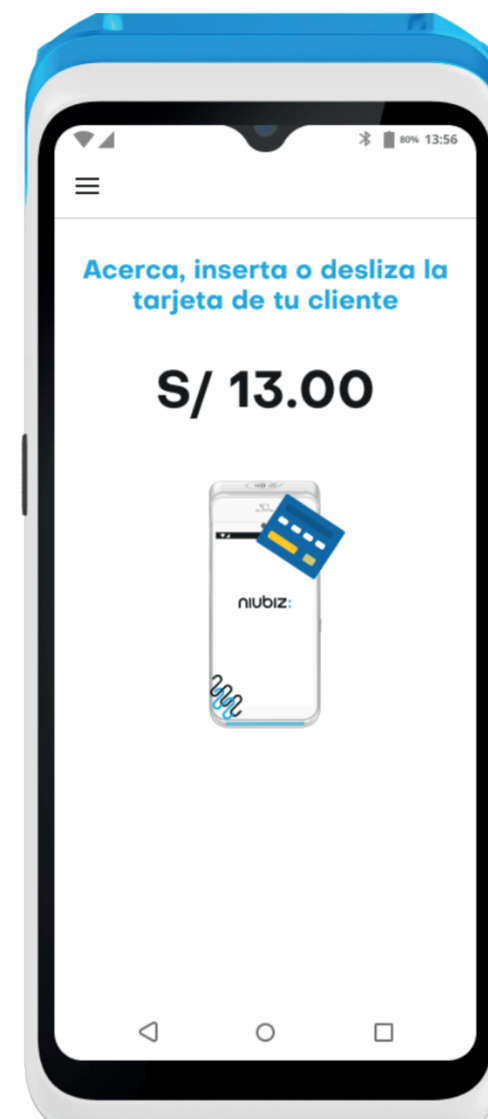 80% 13:56
Acerca, inserta o desliza la
tarjeta de tu cliente
S/ 13.00
niubiz: